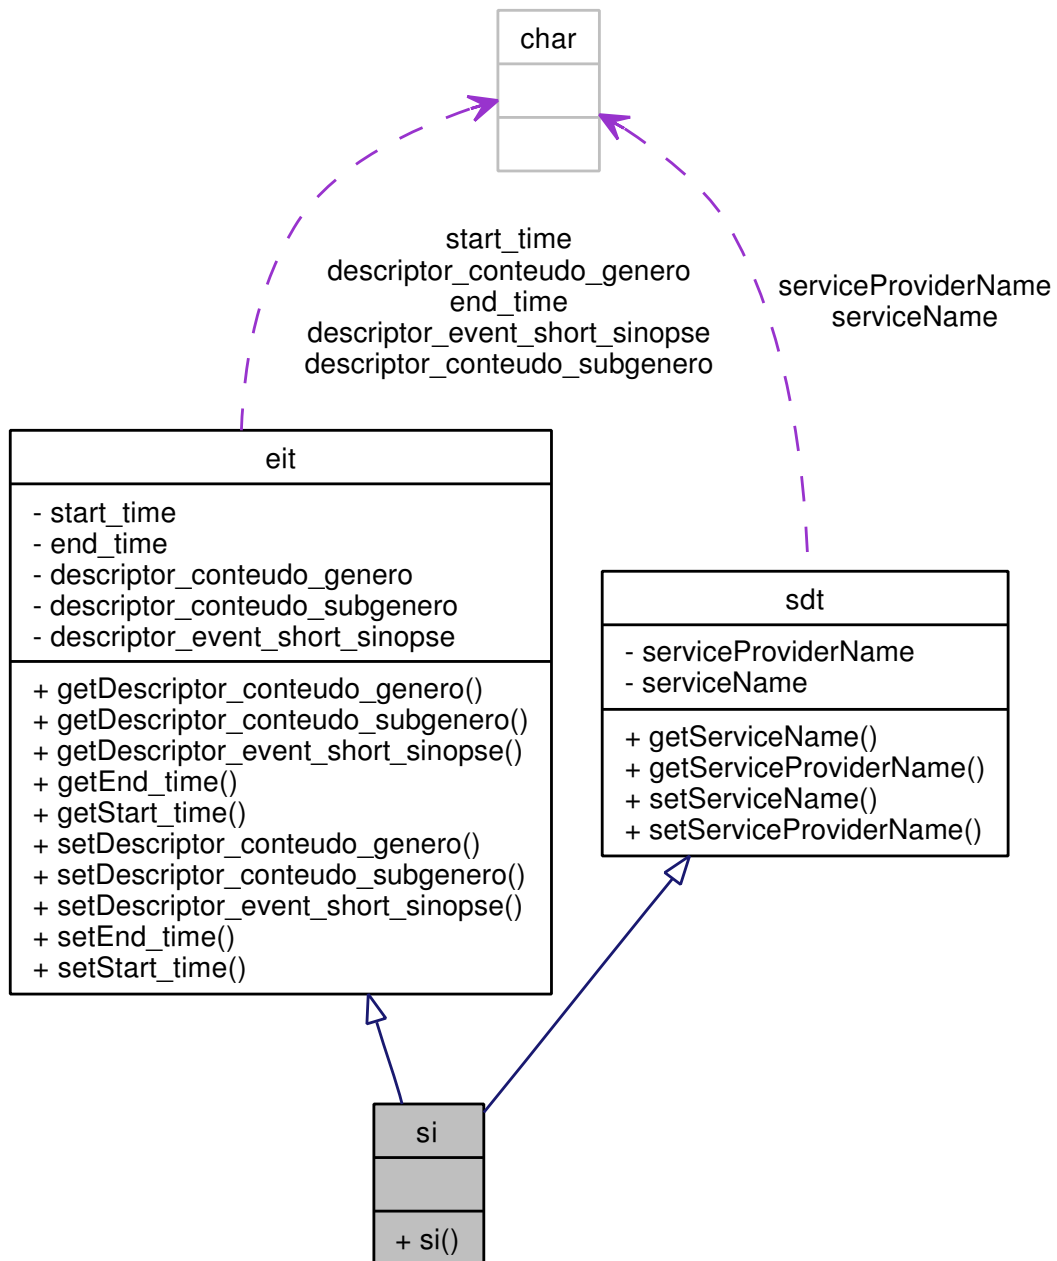 char
start_time
descriptor_conteudo_genero
end_time
descriptor_event_short_sinopse
descriptor_conteudo_subgenero
serviceProviderName
serviceName
eit
- start_time
- end_time
- descriptor_conteudo_genero
- descriptor_conteudo_subgenero
- descriptor_event_short_sinopse
+ getDescriptor_conteudo_genero()
+ getDescriptor_conteudo_subgenero()
+ getDescriptor_event_short_sinopse()
+ getEnd_time()
+ getStart_time()
+ setDescriptor_conteudo_genero()
+ setDescriptor_conteudo_subgenero()
+ setDescriptor_event_short_sinopse()
+ setEnd_time()
+ setStart_time()
sdt
- serviceProviderName
- serviceName
+ getServiceName()
+ getServiceProviderName()
+ setServiceName()
+ setServiceProviderName()
si
+ si()